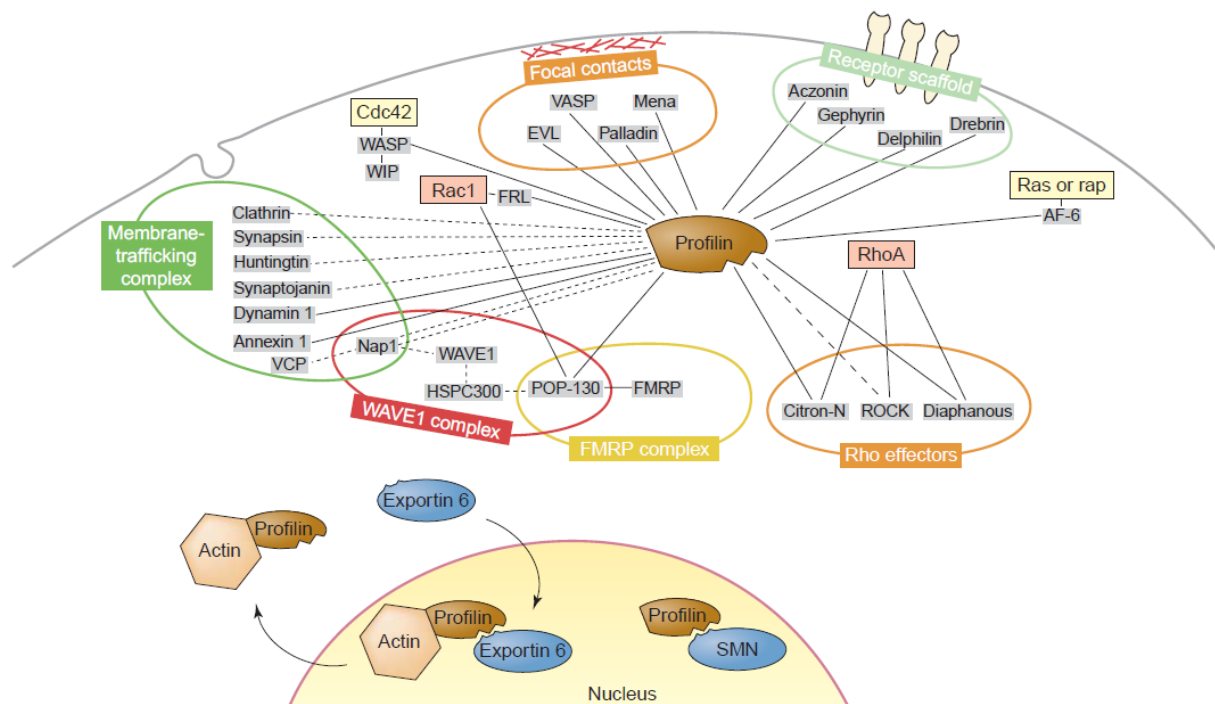 Focal contacts
Receptor scaffold
VASP
Mena
EVL
Palladin
Aczonin
Gephyrin
Delphilin
Drebrin
Cdc42
WASP
WIP
Rac1
FRL
Ras or rap
AF-6
Membrane-
trafficking
complex
Clathrin
Synapsin
Huntingtin
Synaptojanin
Dynamin 1
Annexin 1
VCP
Profilin
RhoA
Nap1
WAVE1
HSPC300
POP-130
FMRP
WAVE1 complex
FMRP complex
Citron-N
ROCK
Diaphanous
Rho effectors
Exportin 6
Profilin
Actin
Profilin
Actin
Exportin 6
Profilin
SMN
Nucleus